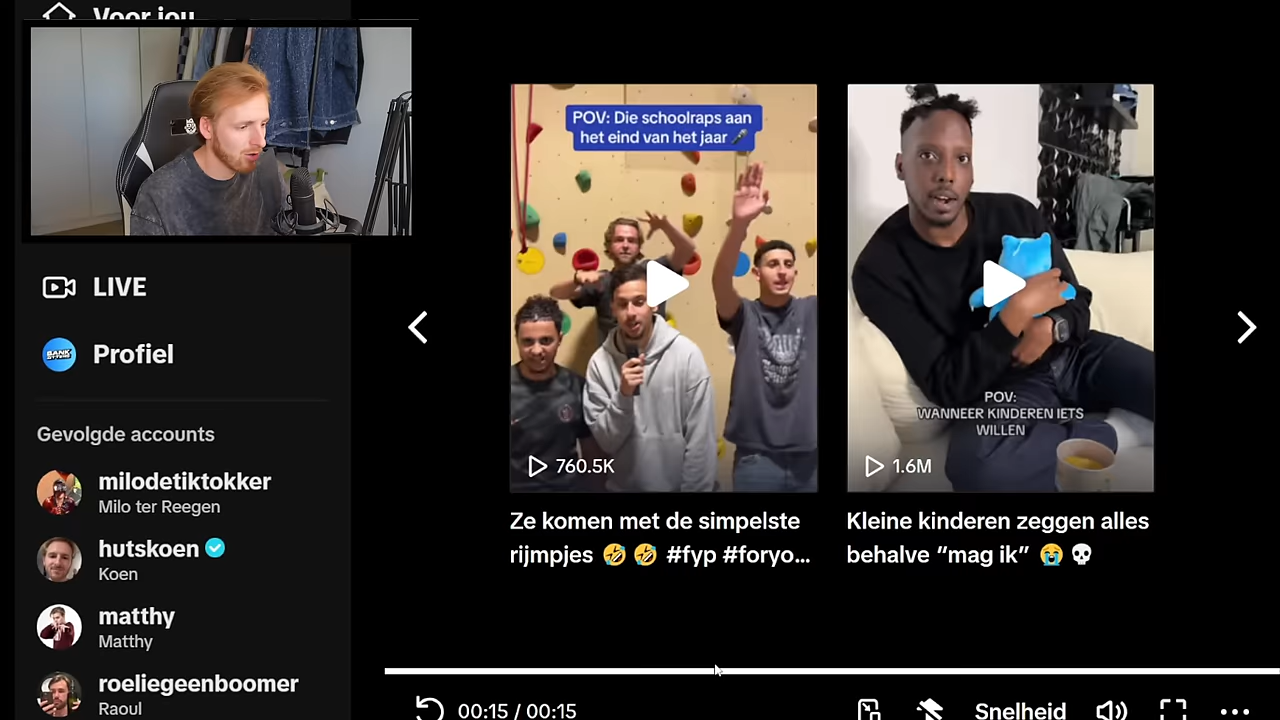 Voor jou
LIVE
BANK
Profiel
Gevolgde accounts
milodetiktokker
Milo ter Reegen
hutskoen
Koen
matthy
Matthy
roeliegeenboomer
Raoul
POV: Die schoolraps aan
het eind van het jaar 🎤
760.5K
Ze komen met de simpelste
rijmpjes 🤣 🤣 #fyp #foryo...
POV:
WANNEER KINDEREN IETS
WILLEN
1.6M
Kleine kinderen zeggen alles
behalve “mag ik” 😭 💀
00:15 / 00:15
Snelheid